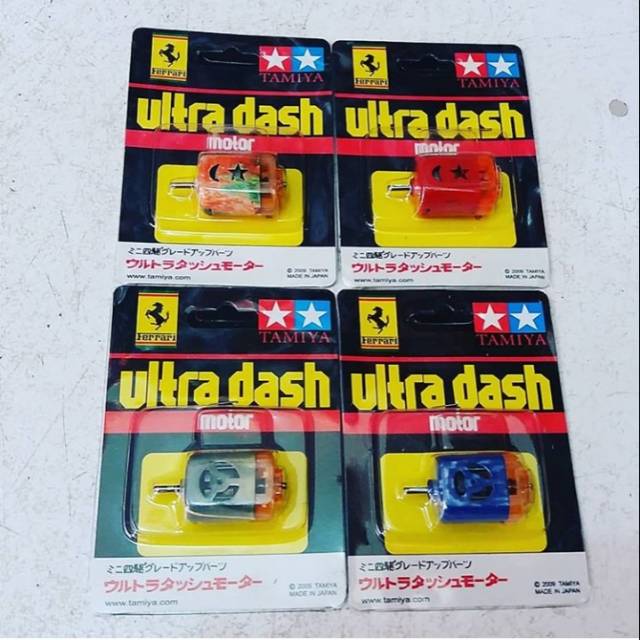 Ferrari
TAMIYA
ultra dash
motor
ミニ四駆グレードアップパーツ
ウルトラダッシュモーター
www.tamiya.com
© 2009 TAMIYA
MADE IN JAPAN
Ferrari
TAMIYA
ultra dash
motor
ミニ四駆グレードアップパーツ
ウルトラダッシュモーター
www.tamiya.com
© 2009 TAMIYA
MADE IN JAPAN
Ferrari
TAMIYA
ultra dash
motor
ミニ四駆グレードアップパーツ
ウルトラダッシュモーター
www.tamiya.com
© 2009 TAMIYA
MADE IN JAPAN
Ferrari
TAMIYA
ultra dash
motor
ミニ四駆グレードアップパーツ
ウルトラダッシュモーター
www.tamiya.com
© 2009 TAMIYA
MADE IN JAPAN